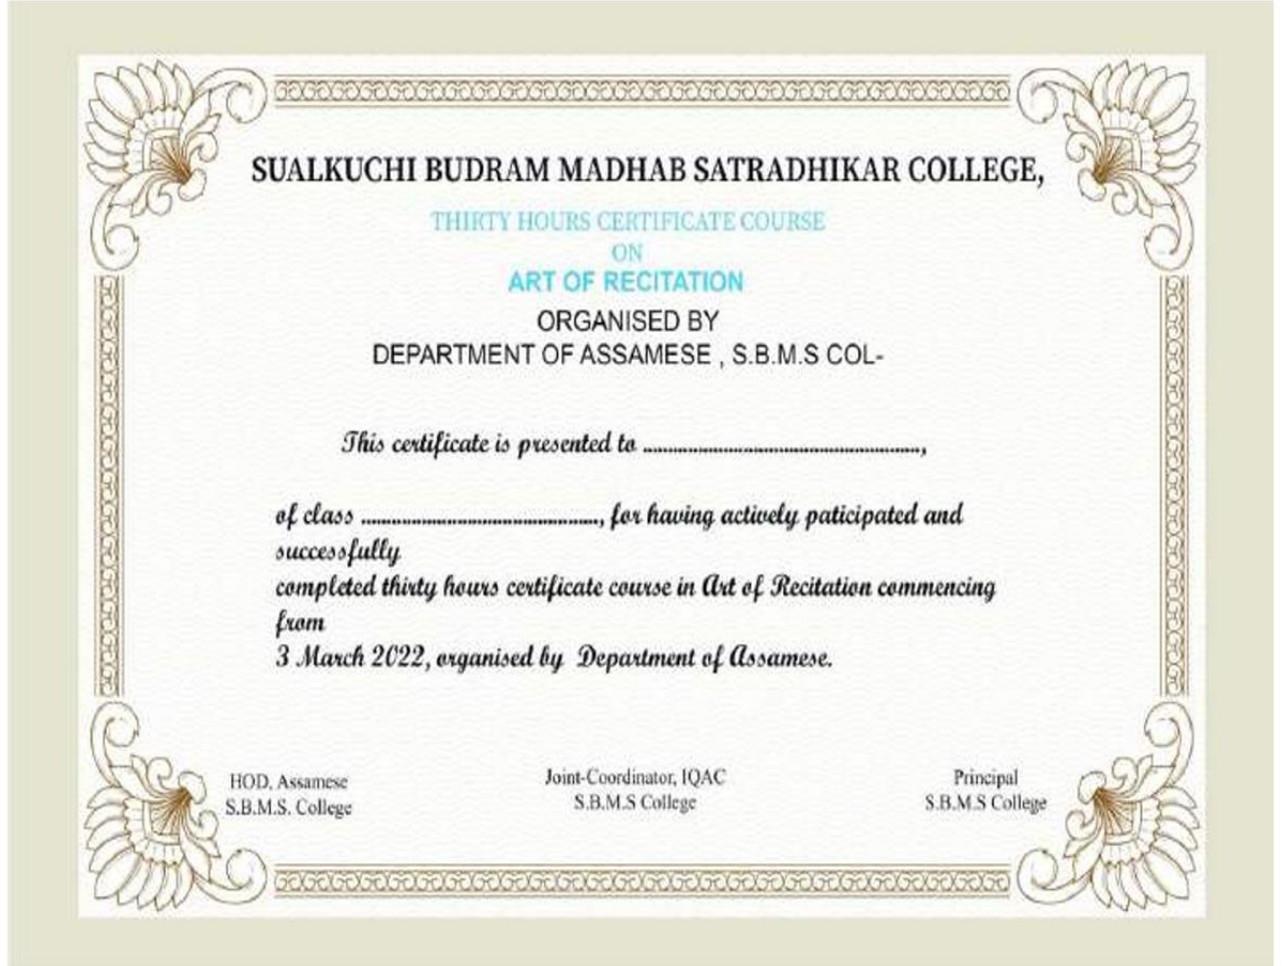 SUALKUCHI BUDRAM MADHAB SATRADHIKAR COLLEGE,
THIRTY HOURS CERTIFICATE COURSE
ON
ART OF RECITATION
ORGANISED BY
DEPARTMENT OF ASSAMESE , S.B.M.S COL-
This certificate is presented to ........................................................,
of class ................................................, for having actively paticipated and
successfully
completed thirty hours certificate course in Art of Recitation commencing
from
3 March 2022, organised by Department of Assamese.
HOD, Assamese
S.B.M.S. College
Joint-Coordinator, IQAC
S.B.M.S College
Principal
S.B.M.S College